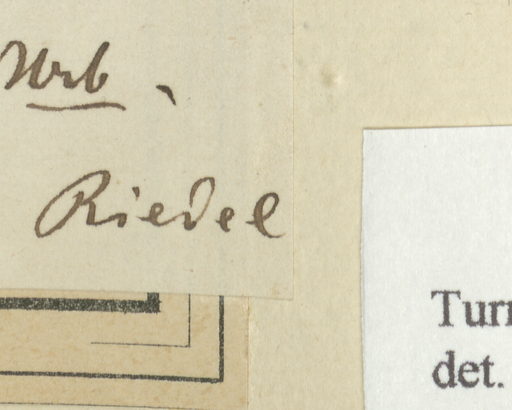 Urb.
Riedel
Turn
det.